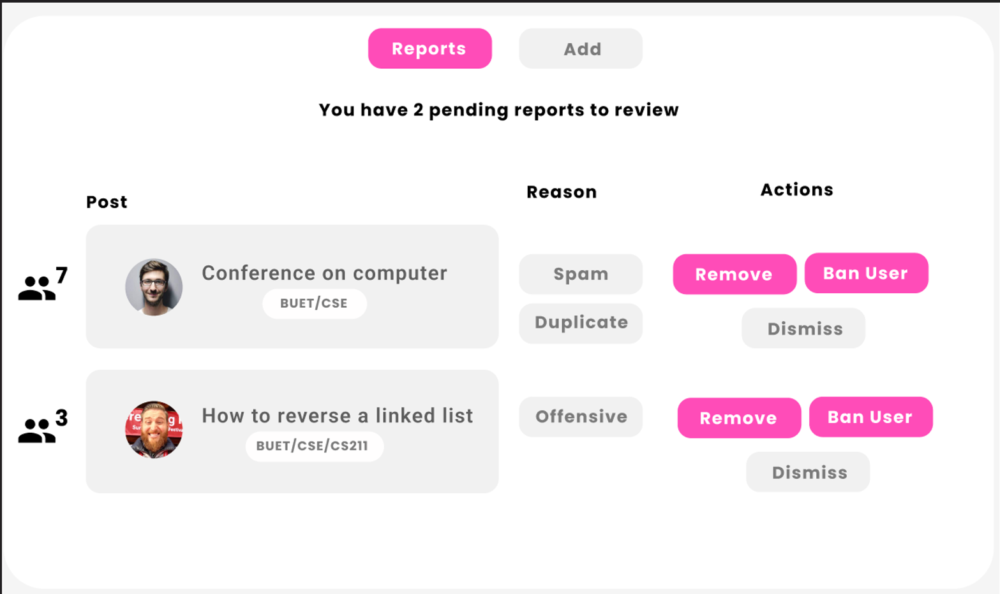 Reports
Add
You have 2 pending reports to review
Post
Reason
Actions
7
Conference on computer
BUET/CSE
Spam
Duplicate
Remove
Ban User
Dismiss
3
How to reverse a linked list
BUET/CSE/CS211
Offensive
Remove
Ban User
Dismiss